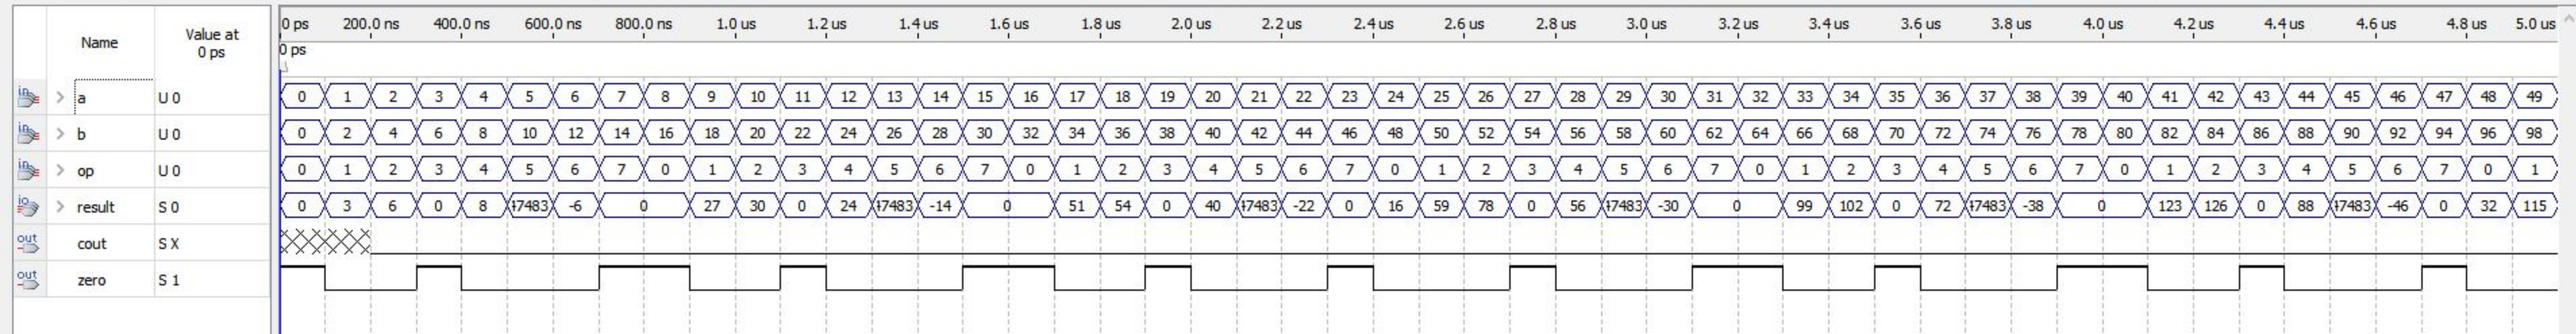 Name
Value at
0 ps
0 ps 200.0 ns 400.0 ns 600.0 ns 800.0 ns 1.0 us 1.2 us 1.4 us 1.6 us 1.8 us 2.0 us 2.2 us 2.4 us 2.6 us 2.8 us 3.0 us 3.2 us 3.4 us 3.6 us 3.8 us 4.0 us 4.2 us 4.4 us 4.6 us 4.8 us 5.0 us
0 ps
in > a U 0 0 1 2 3 4 5 6 7 8 9 10 11 12 13 14 15 16 17 18 19 20 21 22 23 24 25 26 27 28 29 30 31 32 33 34 35 36 37 38 39 40 41 42 43 44 45 46 47 48 49
in > b U 0 0 2 4 6 8 10 12 14 16 18 20 22 24 26 28 30 32 34 36 38 40 42 44 46 48 50 52 54 56 58 60 62 64 66 68 70 72 74 76 78 80 82 84 86 88 90 92 94 96 98
in > op U 0 0 1 2 3 4 5 6 7 0 1 2 3 4 5 6 7 0 1 2 3 4 5 6 7 0 1 2 3 4 5 6 7 0 1 2 3 4 5 6 7 0 1 2 3 4 5 6 7 0 1
io > result S 0 0 3 6 0 8 47483 -6 0 27 30 0 24 47483 -14 0 51 54 0 40 47483 -22 0 16 59 78 0 56 47483 -30 0 99 102 0 72 47483 -38 0 123 126 0 88 47483 -46 0 32 115
out cout S X
out zero S 1